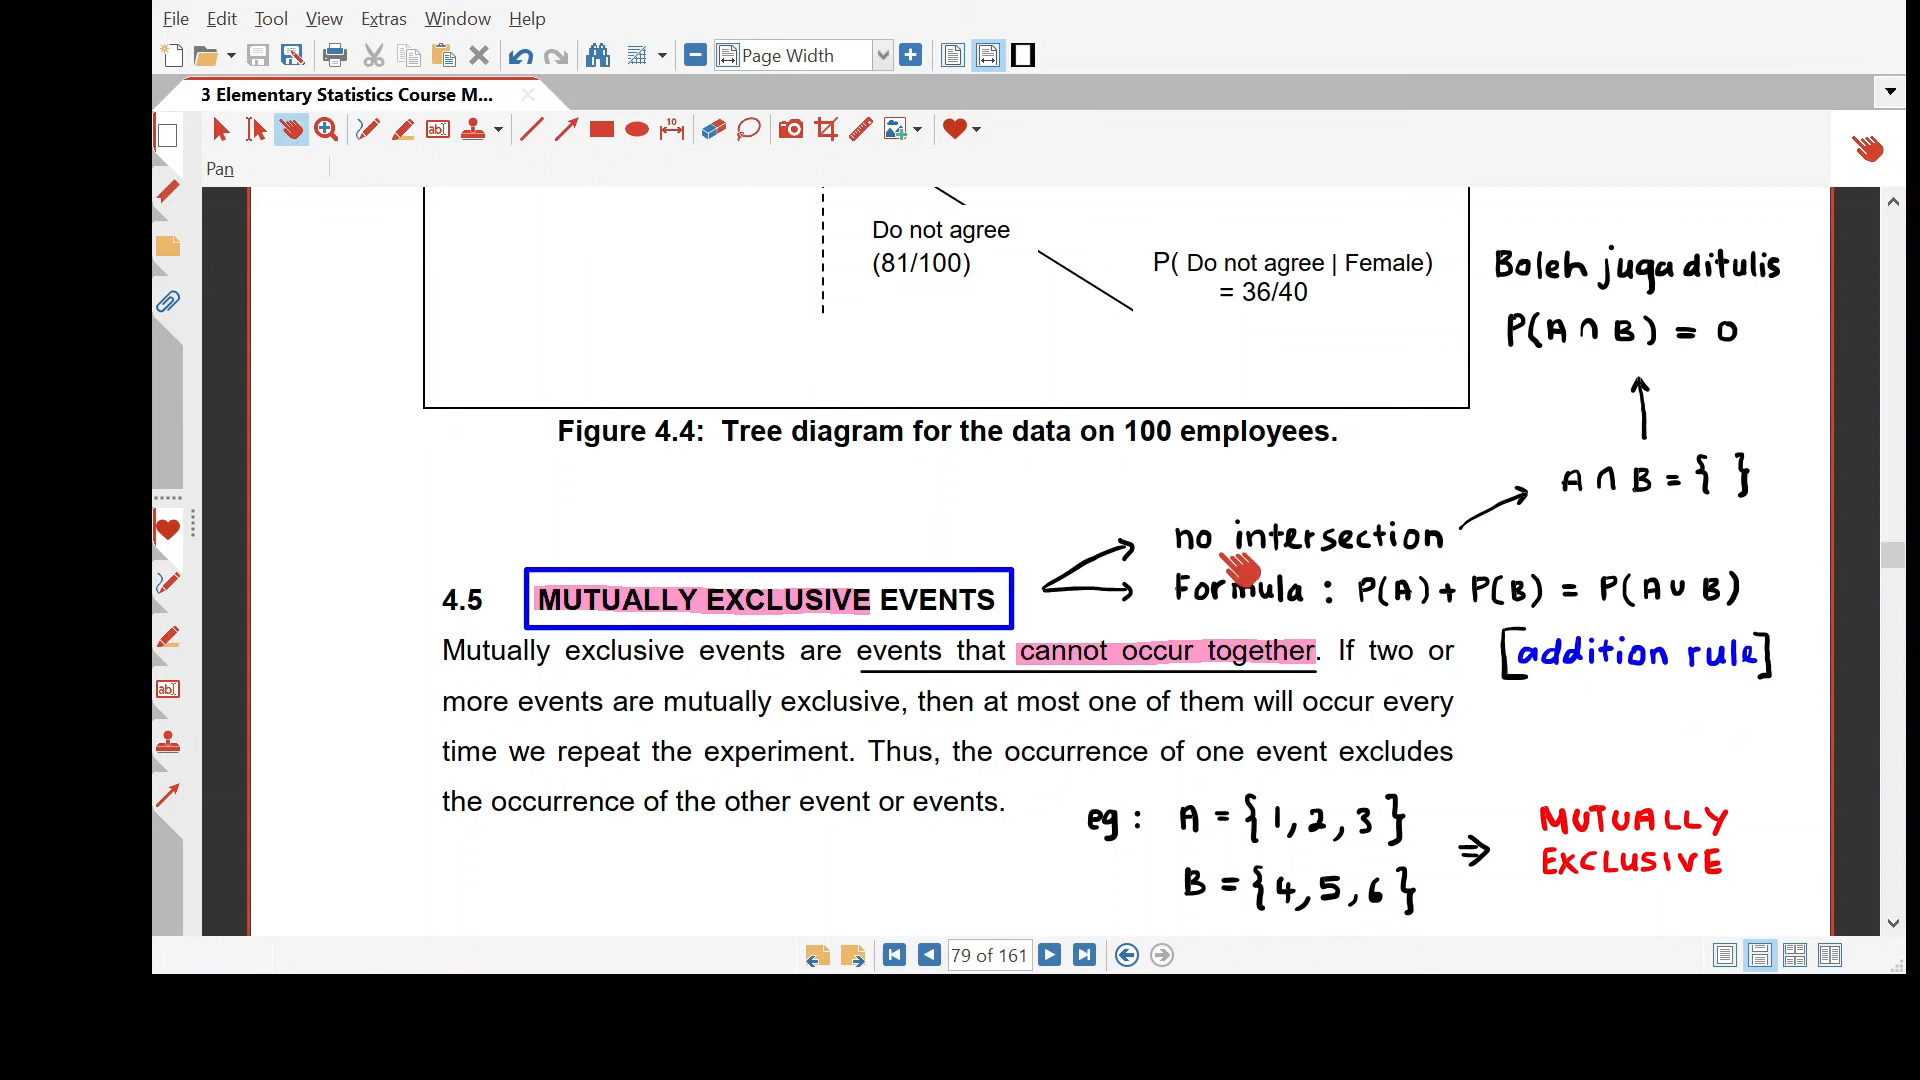 File Edit Tool View Extras Window Help
Page Width
3 Elementary Statistics Course M...
Pan
Do not agree
(81/100)
P( Do not agree | Female)
= 36/40
Boleh juga ditulis
P(A ∩ B) = 0
Figure 4.4: Tree diagram for the data on 100 employees.
A ∩ B = { }
no intersection
Formula : P(A) + P(B) = P(A ∪ B)
[addition rule]
4.5 MUTUALLY EXCLUSIVE EVENTS
Mutually exclusive events are events that cannot occur together. If two or
more events are mutually exclusive, then at most one of them will occur every
time we repeat the experiment. Thus, the occurrence of one event excludes
the occurrence of the other event or events.
eg : A = {1, 2, 3}
B = {4, 5, 6}
⇒ MUTUALLY
EXCLUSIVE
79 of 161